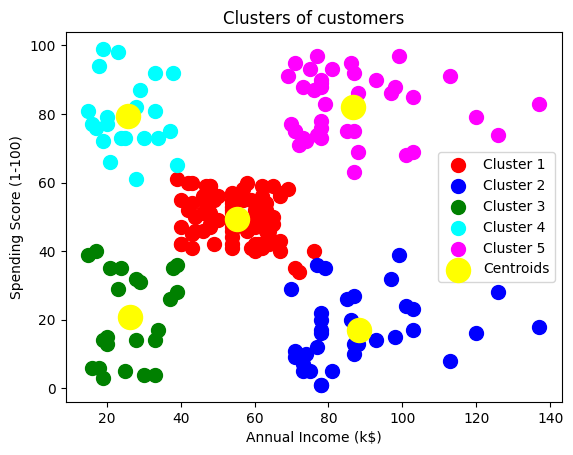 Clusters of customers
Spending Score (1-100)
100
80
60
40
20
0
Cluster 1
Cluster 2
Cluster 3
Cluster 4
Cluster 5
Centroids
20 40 60 80 100 120 140
Annual Income (k$)